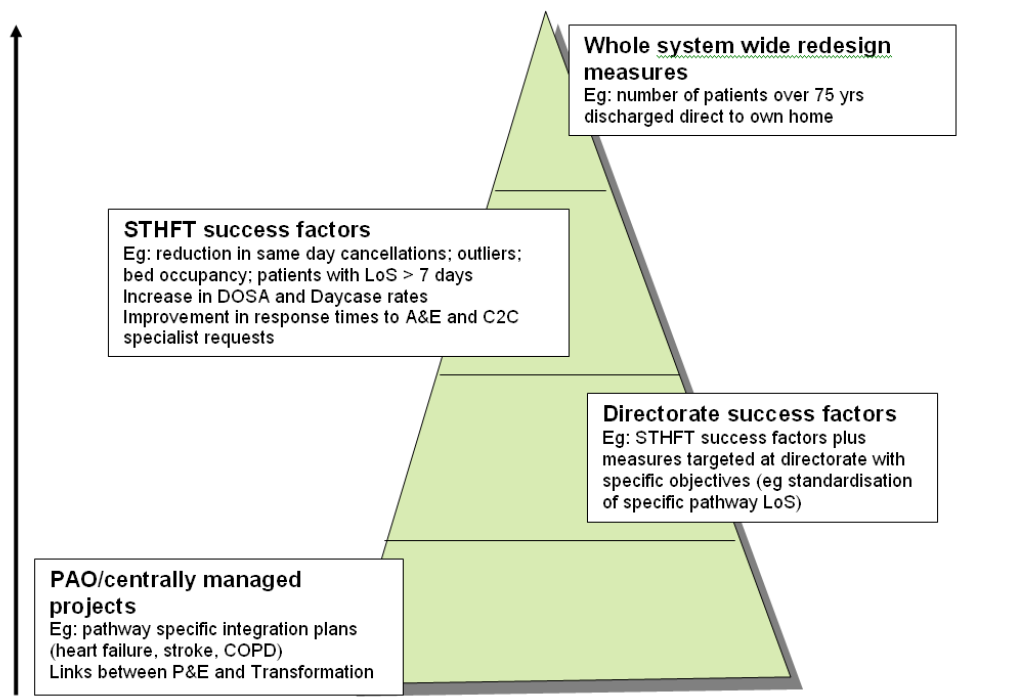 Whole system wide redesign
measures
Eg: number of patients over 75 yrs
discharged direct to own home
STHFT success factors
Eg: reduction in same day cancellations; outliers;
bed occupancy; patients with LoS > 7 days
Increase in DOSA and Daycase rates
Improvement in response times to A&E and C2C
specialist requests
Directorate success factors
Eg: STHFT success factors plus
measures targeted at directorate with
specific objectives (eg standardisation
of specific pathway LoS)
PAO/centrally managed
projects
Eg: pathway specific integration plans
(heart failure, stroke, COPD)
Links between P&E and Transformation